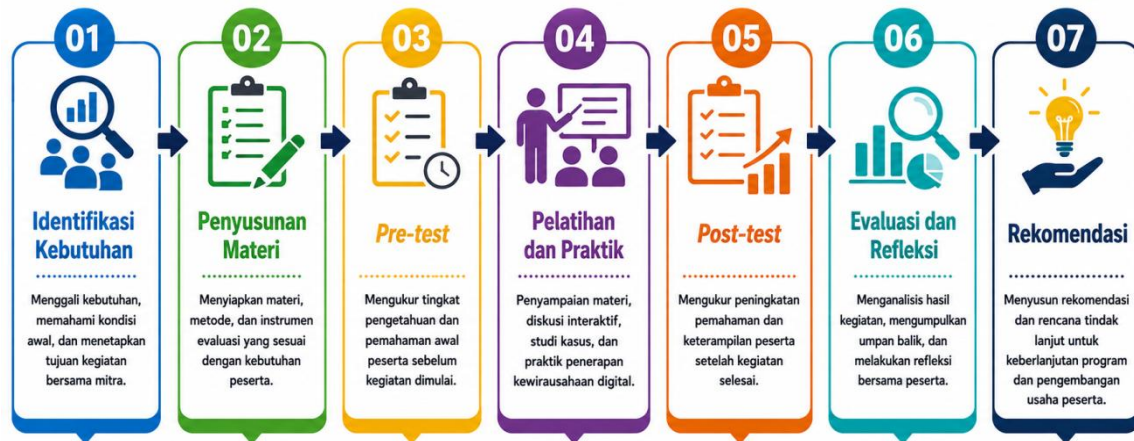 01
Identifikasi
Kebutuhan
Menggali kebutuhan,
memahami kondisi
awal, dan menetapkan
tujuan kegiatan
bersama mitra.
02
Penyusunan
Materi
Menyiapkan materi,
metode, dan instrumen
evaluasi yang sesuai
dengan kebutuhan
peserta.
03
Pre-test
Mengukur tingkat
pengetahuan dan
pemahaman awal
peserta sebelum
kegiatan dimulai.
04
Pelatihan
dan Praktik
Penyampaian materi,
diskusi interaktif,
studi kasus, dan
praktik penerapan
kewirausahaan digital.
05
Post-test
Mengukur peningkatan
pemahaman dan
keterampilan peserta
setelah kegiatan
selesai.
06
Evaluasi dan
Refleksi
Menganalisis hasil
kegiatan, mengumpulkan
umpan balik, dan
melakukan refleksi
bersama peserta.
07
Rekomendasi
Menyusun rekomendasi
dan rencana tindak
lanjut untuk
keberlanjutan program
dan pengembangan
usaha peserta.